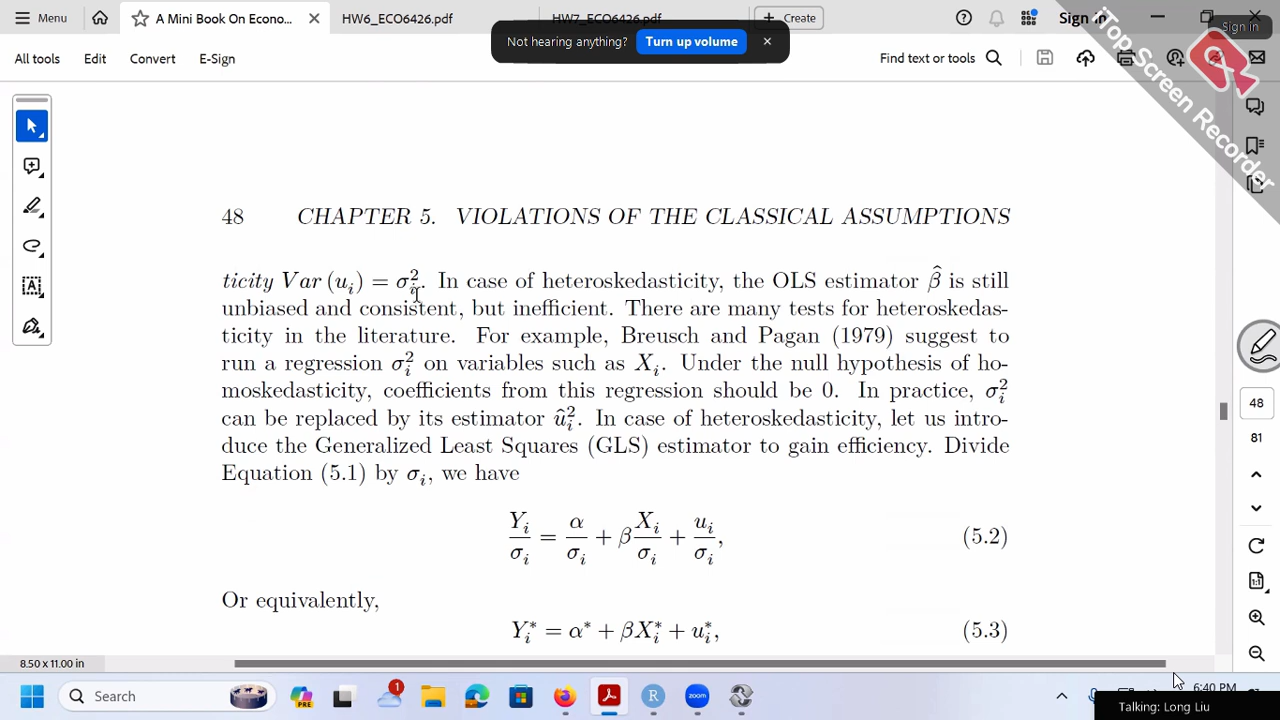 Menu
A Mini Book On Econo...
HW6_ECO6426.pdf
HW7_ECO6426.pdf
Create
Sign in
Sign in
Not hearing anything? Turn up volume
All tools Edit Convert E-Sign
Find text or tools
iTop Screen Recorder
48 CHAPTER 5. VIOLATIONS OF THE CLASSICAL ASSUMPTIONS
ticity Var (u_i) = σ_i^2. In case of heteroskedasticity, the OLS estimator β̂ is still
unbiased and consistent, but inefficient. There are many tests for heteroskedas-
ticity in the literature. For example, Breusch and Pagan (1979) suggest to
run a regression σ_i^2 on variables such as X_i. Under the null hypothesis of ho-
moskedasticity, coefficients from this regression should be 0. In practice, σ_i^2
can be replaced by its estimator û_i^2. In case of heteroskedasticity, let us intro-
duce the Generalized Least Squares (GLS) estimator to gain efficiency. Divide
Equation (5.1) by σ_i, we have
Y_i/σ_i = α/σ_i + β X_i/σ_i + u_i/σ_i, (5.2)
Or equivalently,
Y_i^* = α^* + βX_i^* + u_i^*, (5.3)
48
81
1:1
8.50 x 11.00 in
Search
PRE
1
R
zoom
6:40 PM
Talking: Long Liu